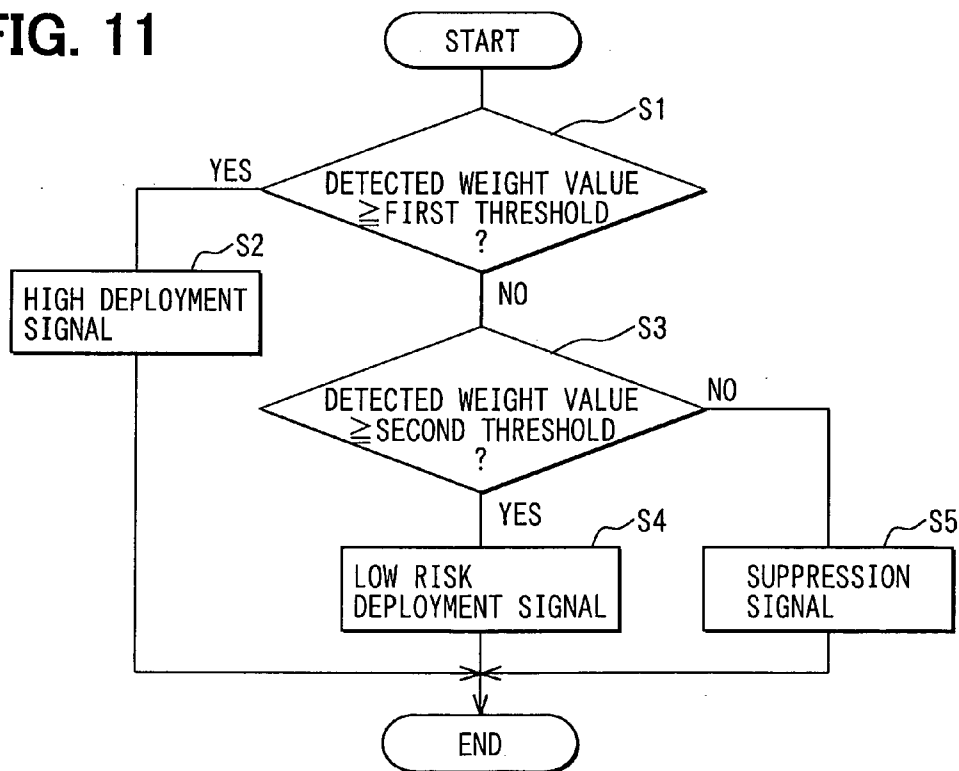 FIG. 11
START
S1
YES
DETECTED WEIGHT VALUE
≧FIRST THRESHOLD
?
S2
HIGH DEPLOYMENT
SIGNAL
NO
S3
DETECTED WEIGHT VALUE
≧SECOND THRESHOLD
?
NO
YES
S4
LOW RISK
DEPLOYMENT SIGNAL
S5
SUPPRESSION
SIGNAL
END